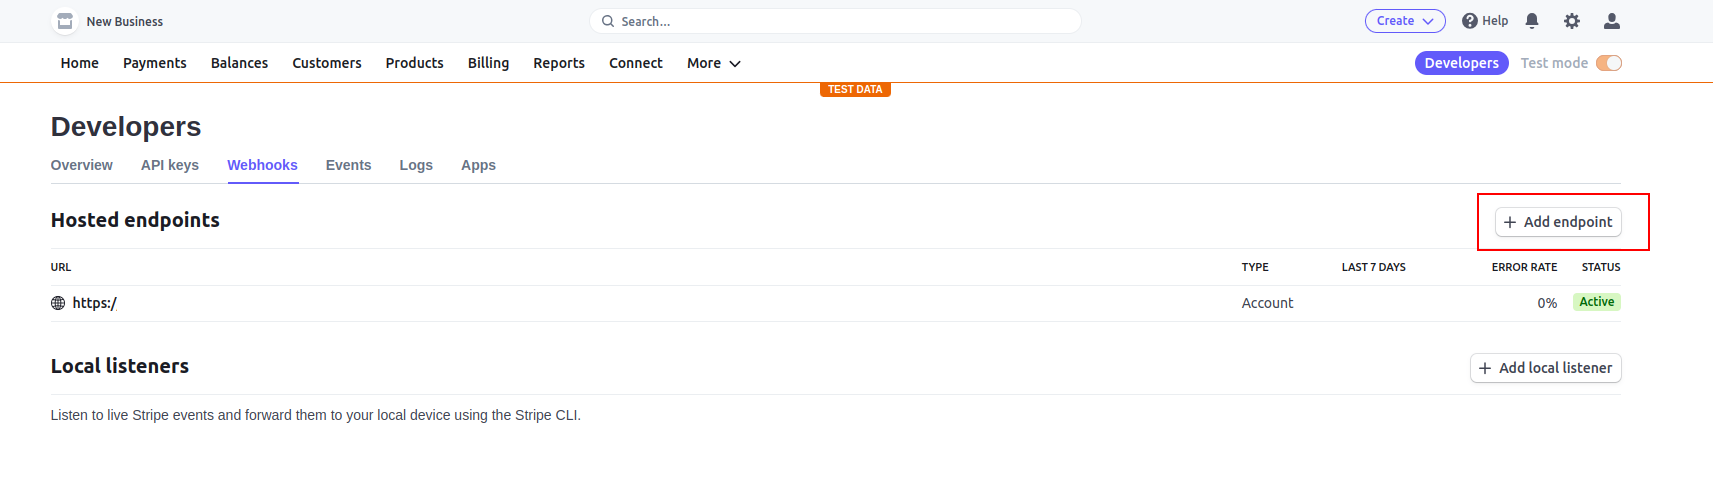 New Business
Search...
Create
Help
Home Payments Balances Customers Products Billing Reports Connect More
Developers Test mode
TEST DATA
Developers
Overview API keys Webhooks Events Logs Apps
Hosted endpoints
+ Add endpoint
URL TYPE LAST 7 DAYS ERROR RATE STATUS
https:/ Account 0% Active
Local listeners
+ Add local listener
Listen to live Stripe events and forward them to your local device using the Stripe CLI.